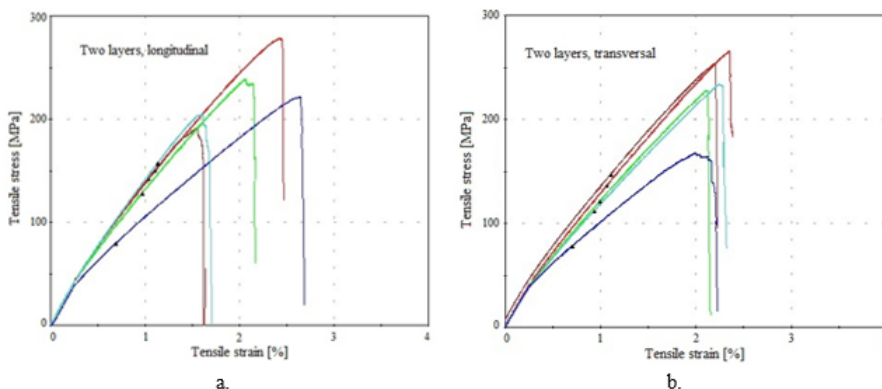 300
Two layers, longitudinal
200
100
0
0 1 2 3 4
Tensile stress [MPa]
Tensile strain [%]
a.
300
Two layers, transversal
200
100
0
0 1 2 3
Tensile stress [MPa]
Tensile strain [%]
b.